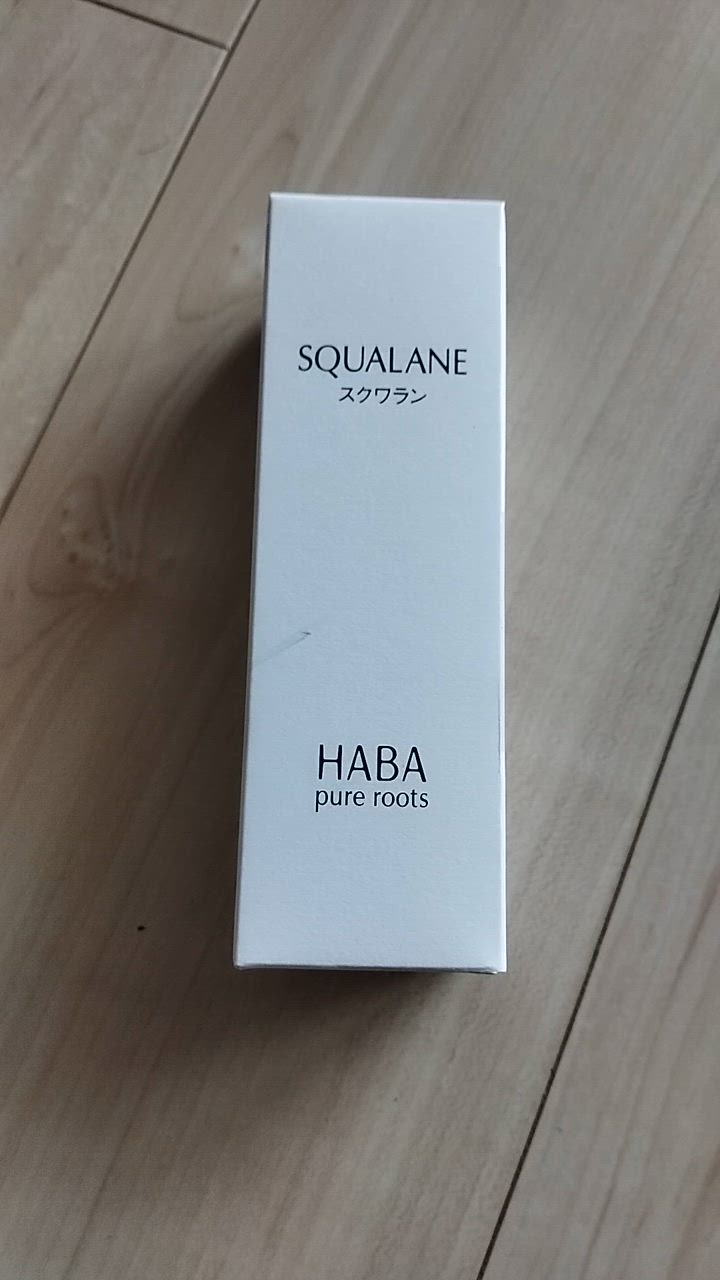 SQUALANE
スクワラン
HABA
pure roots